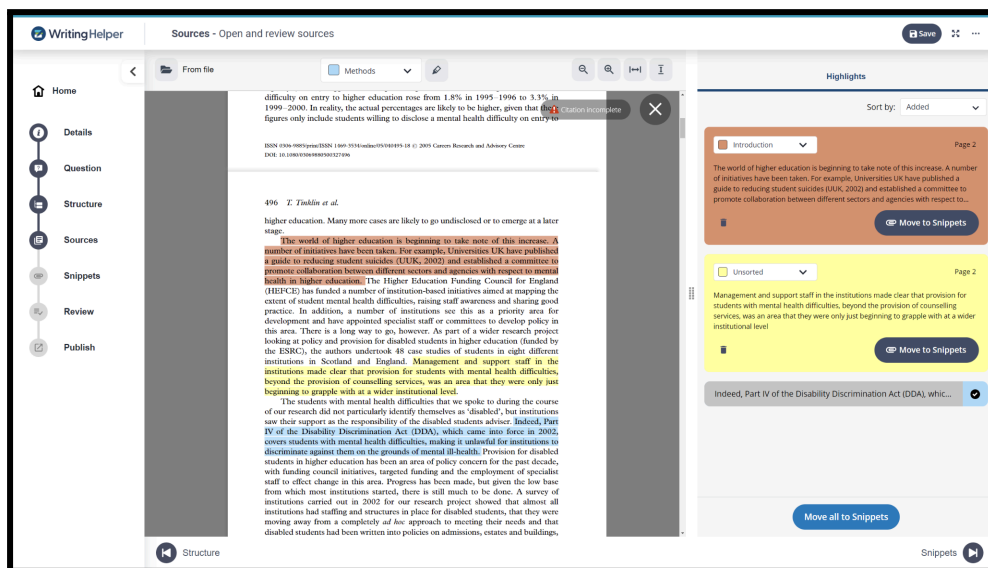 WritingHelper
Sources - Open and review sources
Save
Home
Details
Question
Structure
Sources
Snippets
Review
Publish
From file
Methods
Citation incomplete
difficulty on entry to higher education rose from 1.8% in 1995–1996 to 3.3% in
1999–2000. In reality, the actual percentages are likely to be higher, given that these
figures only include students willing to disclose a mental health difficulty on entry to
ISSN 0306-9885/print/ISSN 1469-3534/online/05/040495-18 © 2005 Careers Research and Advisory Centre
DOI: 10.1080/03069880500327496
496 T. Tinklin et al.
higher education. Many more cases are likely to go undisclosed or to emerge at a later
stage.
The world of higher education is beginning to take note of this increase. A
number of initiatives have been taken. For example, Universities UK have published
a guide to reducing student suicides (UUK, 2002) and established a committee to
promote collaboration between different sectors and agencies with respect to mental
health in higher education. The Higher Education Funding Council for England
(HEFCE) has funded a number of institution-based initiatives aimed at mapping the
extent of student mental health difficulties, raising staff awareness and sharing good
practice. In addition, a number of institutions see this as a priority area for
development and have appointed specialist staff or committees to develop policy in
this area. There is a long way to go, however. As part of a wider research project
looking at policy and provision for disabled students in higher education (funded by
the ESRC), the authors undertook 48 case studies of students in eight different
institutions in Scotland and England. Management and support staff in the
institutions made clear that provision for students with mental health difficulties,
beyond the provision of counselling services, was an area that they were only just
beginning to grapple with at a wider institutional level.
The students with mental health difficulties that we spoke to during the course
of our research did not particularly identify themselves as ‘disabled’, but institutions
saw their support as the responsibility of the disabled students adviser. Indeed, Part
IV of the Disability Discrimination Act (DDA), which came into force in 2002,
covers students with mental health difficulties, making it unlawful for institutions to
discriminate against them on the grounds of mental ill-health. Provision for disabled
students in higher education has been an area of policy concern for the past decade,
with funding council initiatives, targeted funding and the employment of specialist
staff to effect change in this area. Progress has been made, but given the low base
from which most institutions started, there is still much to be done. A survey of
institutions carried out in 2002 for our research project showed that almost all
institutions had staffing and structures in place for disabled students, that they were
moving away from a completely ad hoc approach to meeting their needs and that
disabled students had been written into policies on admissions, estates and buildings,
Highlights
Sort by: Added
Introduction Page 2
The world of higher education is beginning to take note of this increase. A number
of initiatives have been taken. For example, Universities UK have published a
guide to reducing student suicides (UUK, 2002) and established a committee to
promote collaboration between different sectors and agencies with respect to...
Move to Snippets
Unsorted Page 2
Management and support staff in the institutions made clear that provision for
students with mental health difficulties, beyond the provision of counselling
services, was an area that they were only just beginning to grapple with at a wider
institutional level
Move to Snippets
Indeed, Part IV of the Disability Discrimination Act (DDA), whic...
Move all to Snippets
Structure
Snippets